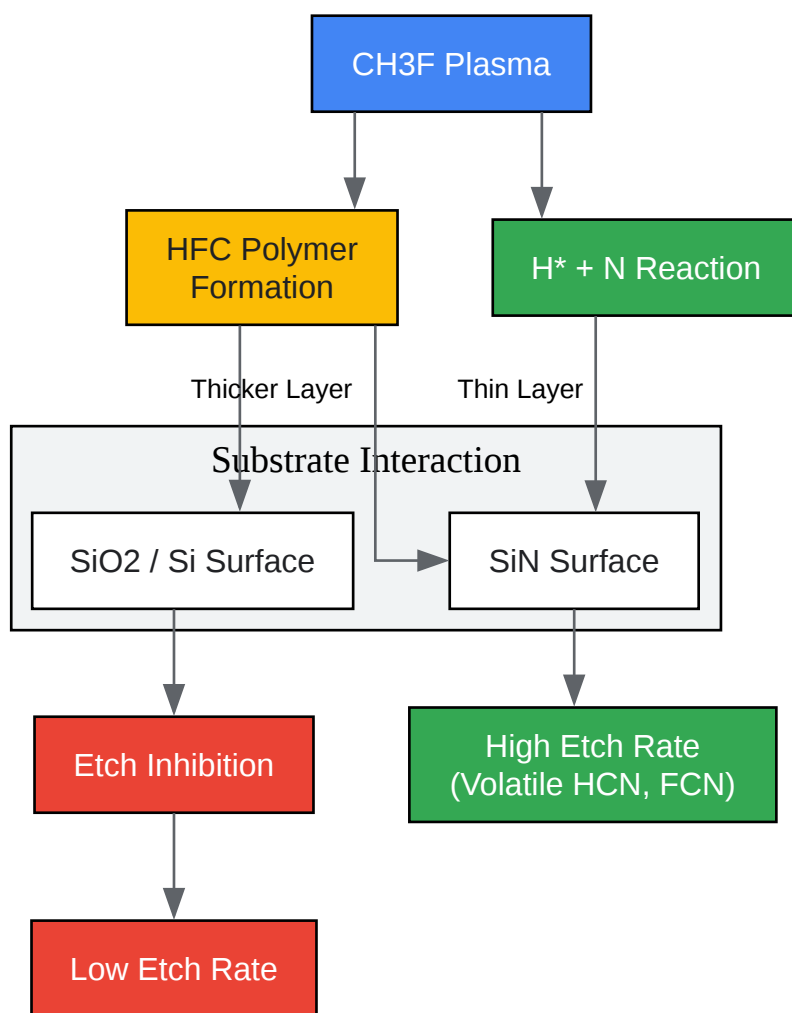 CH3F Plasma
HFC Polymer
Formation
H* + N Reaction
Thicker Layer
Thin Layer
Substrate Interaction
SiO2 / Si Surface
SiN Surface
Etch Inhibition
High Etch Rate
(Volatile HCN, FCN)
Low Etch Rate